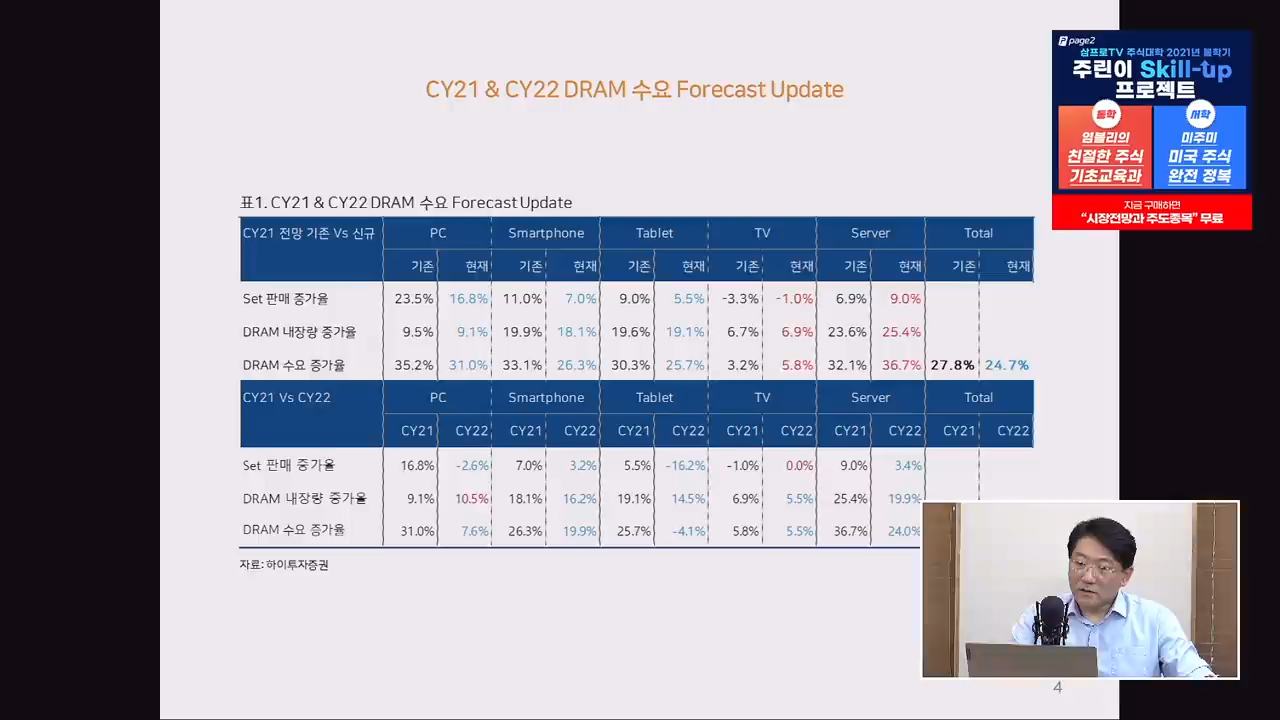 CY21 & CY22 DRAM 수요 Forecast Update
표1. CY21 & CY22 DRAM 수요 Forecast Update
CY21 전망 기존 Vs 신규 PC Smartphone Tablet TV Server Total
기존 현재 기존 현재 기존 현재 기존 현재 기존 현재 기존 현재
Set 판매 증가율 23.5% 16.8% 11.0% 7.0% 9.0% 5.5% -3.3% -1.0% 6.9% 9.0%
DRAM 내장량 증가율 9.5% 9.1% 19.9% 18.1% 19.6% 19.1% 6.7% 6.9% 23.6% 25.4%
DRAM 수요 증가율 35.2% 31.0% 33.1% 26.3% 30.3% 25.7% 3.2% 5.8% 32.1% 36.7% 27.8% 24.7%
CY21 Vs CY22 PC Smartphone Tablet TV Server Total
CY21 CY22 CY21 CY22 CY21 CY22 CY21 CY22 CY21 CY22 CY21 CY22
Set 판매 증가율 16.8% -2.6% 7.0% 3.2% 5.5% -16.2% -1.0% 0.0% 9.0% 3.4%
DRAM 내장량 증가율 9.1% 10.5% 18.1% 16.2% 19.1% 14.5% 6.9% 5.5% 25.4% 19.9%
DRAM 수요 증가율 31.0% 7.6% 26.3% 19.9% 25.7% -4.1% 5.8% 5.5% 36.7% 24.0%
자료: 하이투자증권
4
page2
삼프로TV 주식대학 2021년 봄학기
주린이 Skill-up
프로젝트
동학
염블리의
친절한 주식
기초교육과
서학
미주미
미국 주식
완전 정복
지금 구매하면
“시장전망과 주도종목” 무료